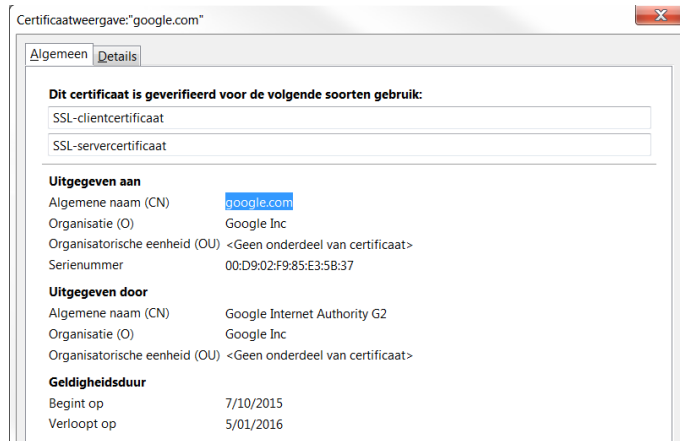 Certificaatweergave:"google.com"
Algemeen Details
Dit certificaat is geverifieerd voor de volgende soorten gebruik:
SSL-clientcertificaat
SSL-servercertificaat
Uitgegeven aan
Algemene naam (CN) google.com
Organisatie (O) Google Inc
Organisatorische eenheid (OU) <Geen onderdeel van certificaat>
Serienummer 00:D9:02:F9:85:E3:5B:37
Uitgegeven door
Algemene naam (CN) Google Internet Authority G2
Organisatie (O) Google Inc
Organisatorische eenheid (OU) <Geen onderdeel van certificaat>
Geldigheidsduur
Begint op 7/10/2015
Verloopt op 5/01/2016